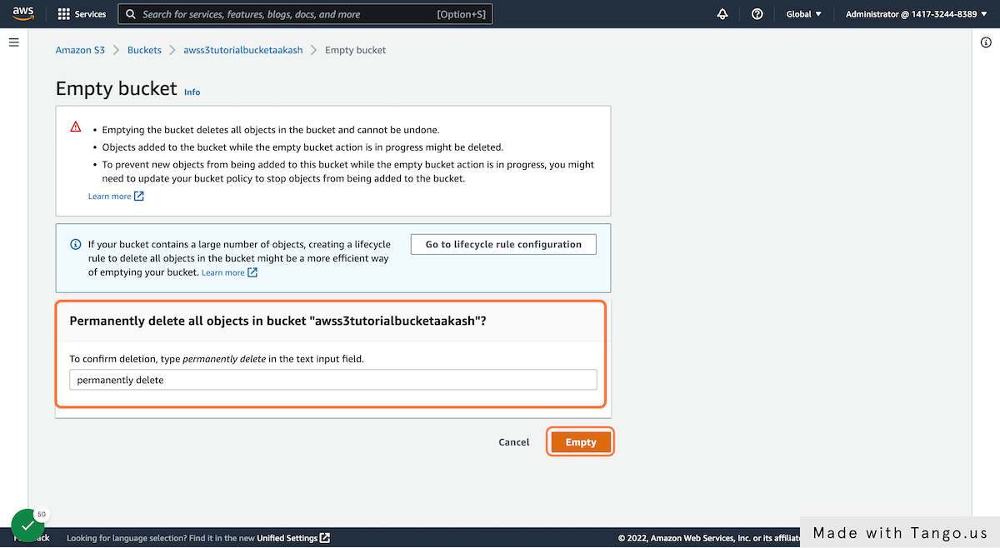 aws
Services
Search for services, features, blogs, docs, and more
[Option+S]
Global
Administrator @ 1417-3244-8389
Amazon S3
Buckets
awss3tutorialbucketaakash
Empty bucket
Empty bucket
Info
Emptying the bucket deletes all objects in the bucket and cannot be undone.
Objects added to the bucket while the empty bucket action is in progress might be deleted.
To prevent new objects from being added to this bucket while the empty bucket action is in progress, you might
need to update your bucket policy to stop objects from being added to the bucket.
Learn more
If your bucket contains a large number of objects, creating a lifecycle
rule to delete all objects in the bucket might be a more efficient way
of emptying your bucket. Learn more
Go to lifecycle rule configuration
Permanently delete all objects in bucket "awss3tutorialbucketaakash"?
To confirm deletion, type permanently delete in the text input field.
permanently delete
Cancel
Empty
50
Looking for language selection? Find it in the new Unified Settings
© 2022, Amazon Web Services, Inc. or its
Made with Tango.us